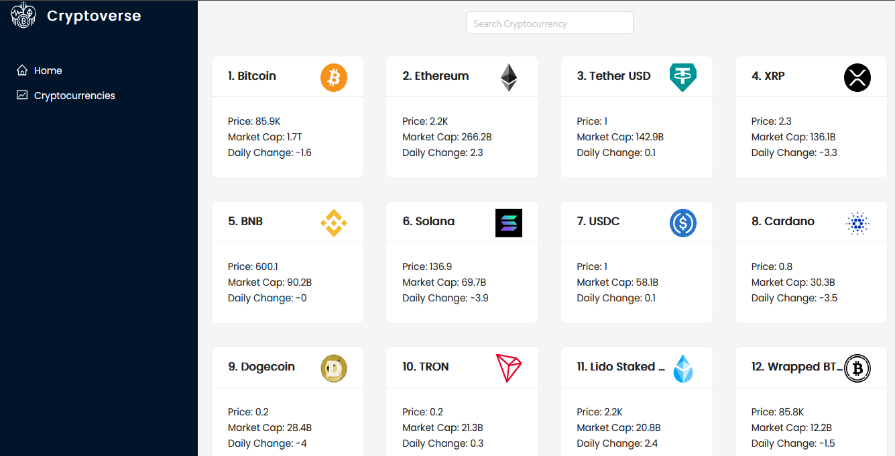 Cryptoverse
Home
Cryptocurrencies
Search Cryptocurrency
1. Bitcoin
Price: 85.9K
Market Cap: 1.7T
Daily Change: -1.6
2. Ethereum
Price: 2.2K
Market Cap: 266.2B
Daily Change: 2.3
3. Tether USD
Price: 1
Market Cap: 142.9B
Daily Change: 0.1
4. XRP
Price: 2.3
Market Cap: 136.1B
Daily Change: -3.3
5. BNB
Price: 600.1
Market Cap: 90.2B
Daily Change: -0
6. Solana
Price: 136.9
Market Cap: 69.7B
Daily Change: -3.9
7. USDC
Price: 1
Market Cap: 58.1B
Daily Change: 0.1
8. Cardano
Price: 0.8
Market Cap: 30.3B
Daily Change: -3.5
9. Dogecoin
Price: 0.2
Market Cap: 28.4B
Daily Change: -4
10. TRON
Price: 0.2
Market Cap: 21.3B
Daily Change: 0.3
11. Lido Staked ...
Price: 2.2K
Market Cap: 20.8B
Daily Change: 2.4
12. Wrapped BT...
Price: 85.8K
Market Cap: 12.2B
Daily Change: -1.5